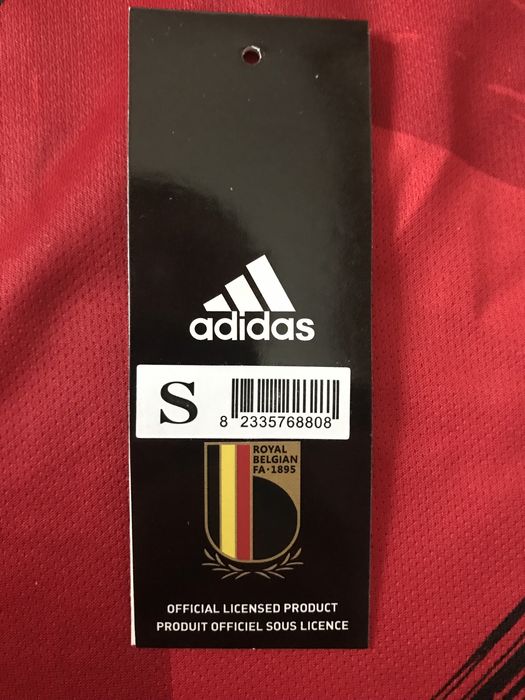 adidas
S
8 2335768808
ROYAL
BELGIAN
FA·1895
OFFICIAL LICENSED PRODUCT
PRODUIT OFFICIEL SOUS LICENCE